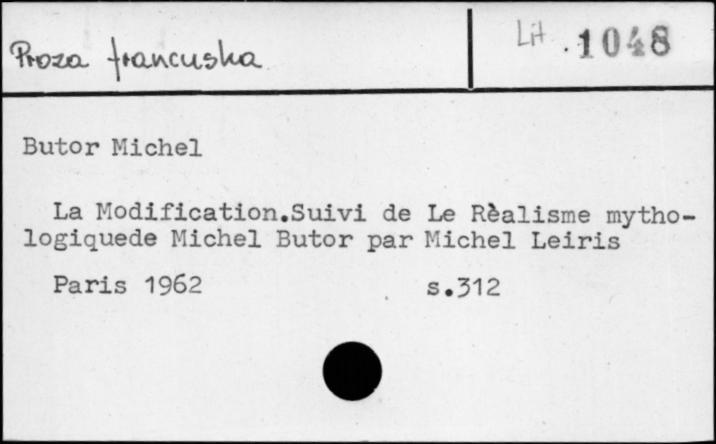 Proza francuska
Lit. 1048
Butor Michel
La Modification.Suivi de Le Rèalisme mytho-
logiquede Michel Butor par Michel Leiris
Paris 1962 s.312